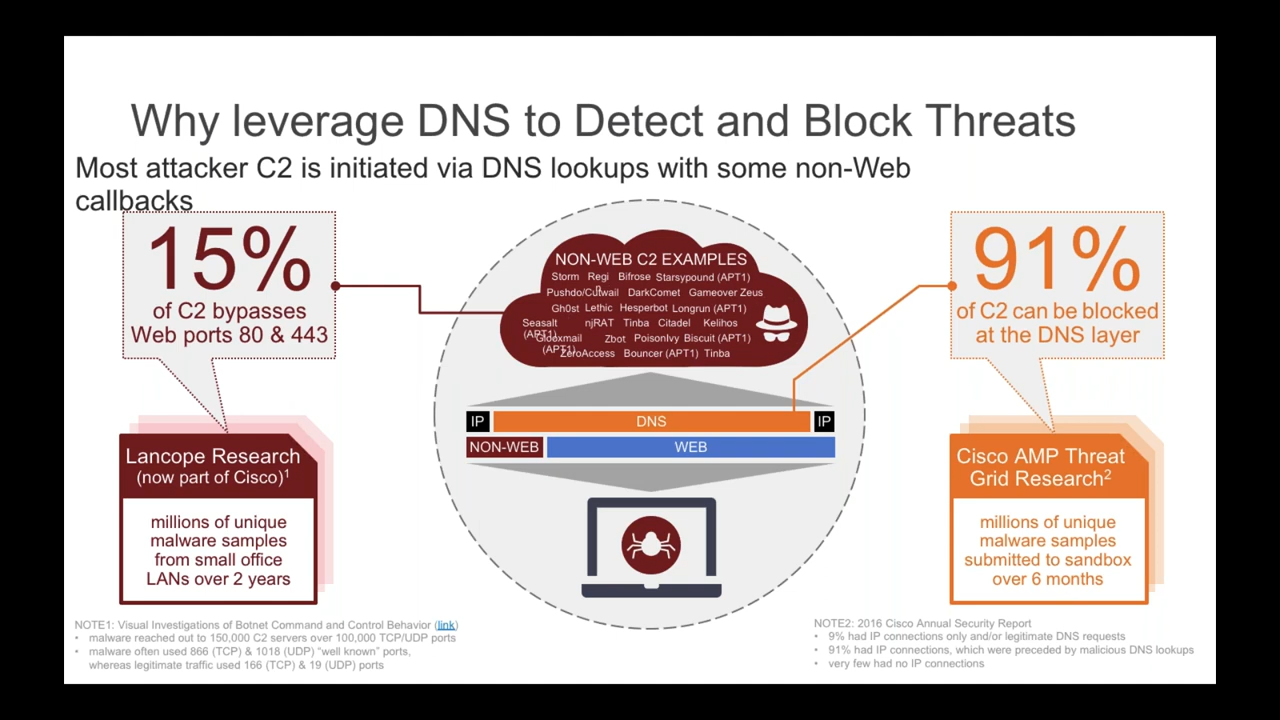 Why leverage DNS to Detect and Block Threats
Most attacker C2 is initiated via DNS lookups with some non-Web
callbacks
15%
of C2 bypasses
Web ports 80 & 443
Lancope Research
(now part of Cisco)1
millions of unique
malware samples
from small office
LANs over 2 years
NON-WEB C2 EXAMPLES
Storm Regi
n Bifrose Starsypound (APT1)
Pushdo/Cutwail DarkComet Gameover Zeus
Gh0st Lethic Hesperbot Longrun (APT1)
Seasalt
(APT1) njRAT Tinba Citadel Kelihos
Glooxmail
(APT1) Zbot PoisonIvy Biscuit (APT1)
ZeroAccess Bouncer (APT1) Tinba
IP DNS IP
NON-WEB WEB
91%
of C2 can be blocked
at the DNS layer
Cisco AMP Threat
Grid Research2
millions of unique
malware samples
submitted to sandbox
over 6 months
NOTE1: Visual Investigations of Botnet Command and Control Behavior (link)
• malware reached out to 150,000 C2 servers over 100,000 TCP/UDP ports
• malware often used 866 (TCP) & 1018 (UDP) “well known” ports,
whereas legitimate traffic used 166 (TCP) & 19 (UDP) ports
NOTE2: 2016 Cisco Annual Security Report
• 9% had IP connections only and/or legitimate DNS requests
• 91% had IP connections, which were preceded by malicious DNS lookups
• very few had no IP connections